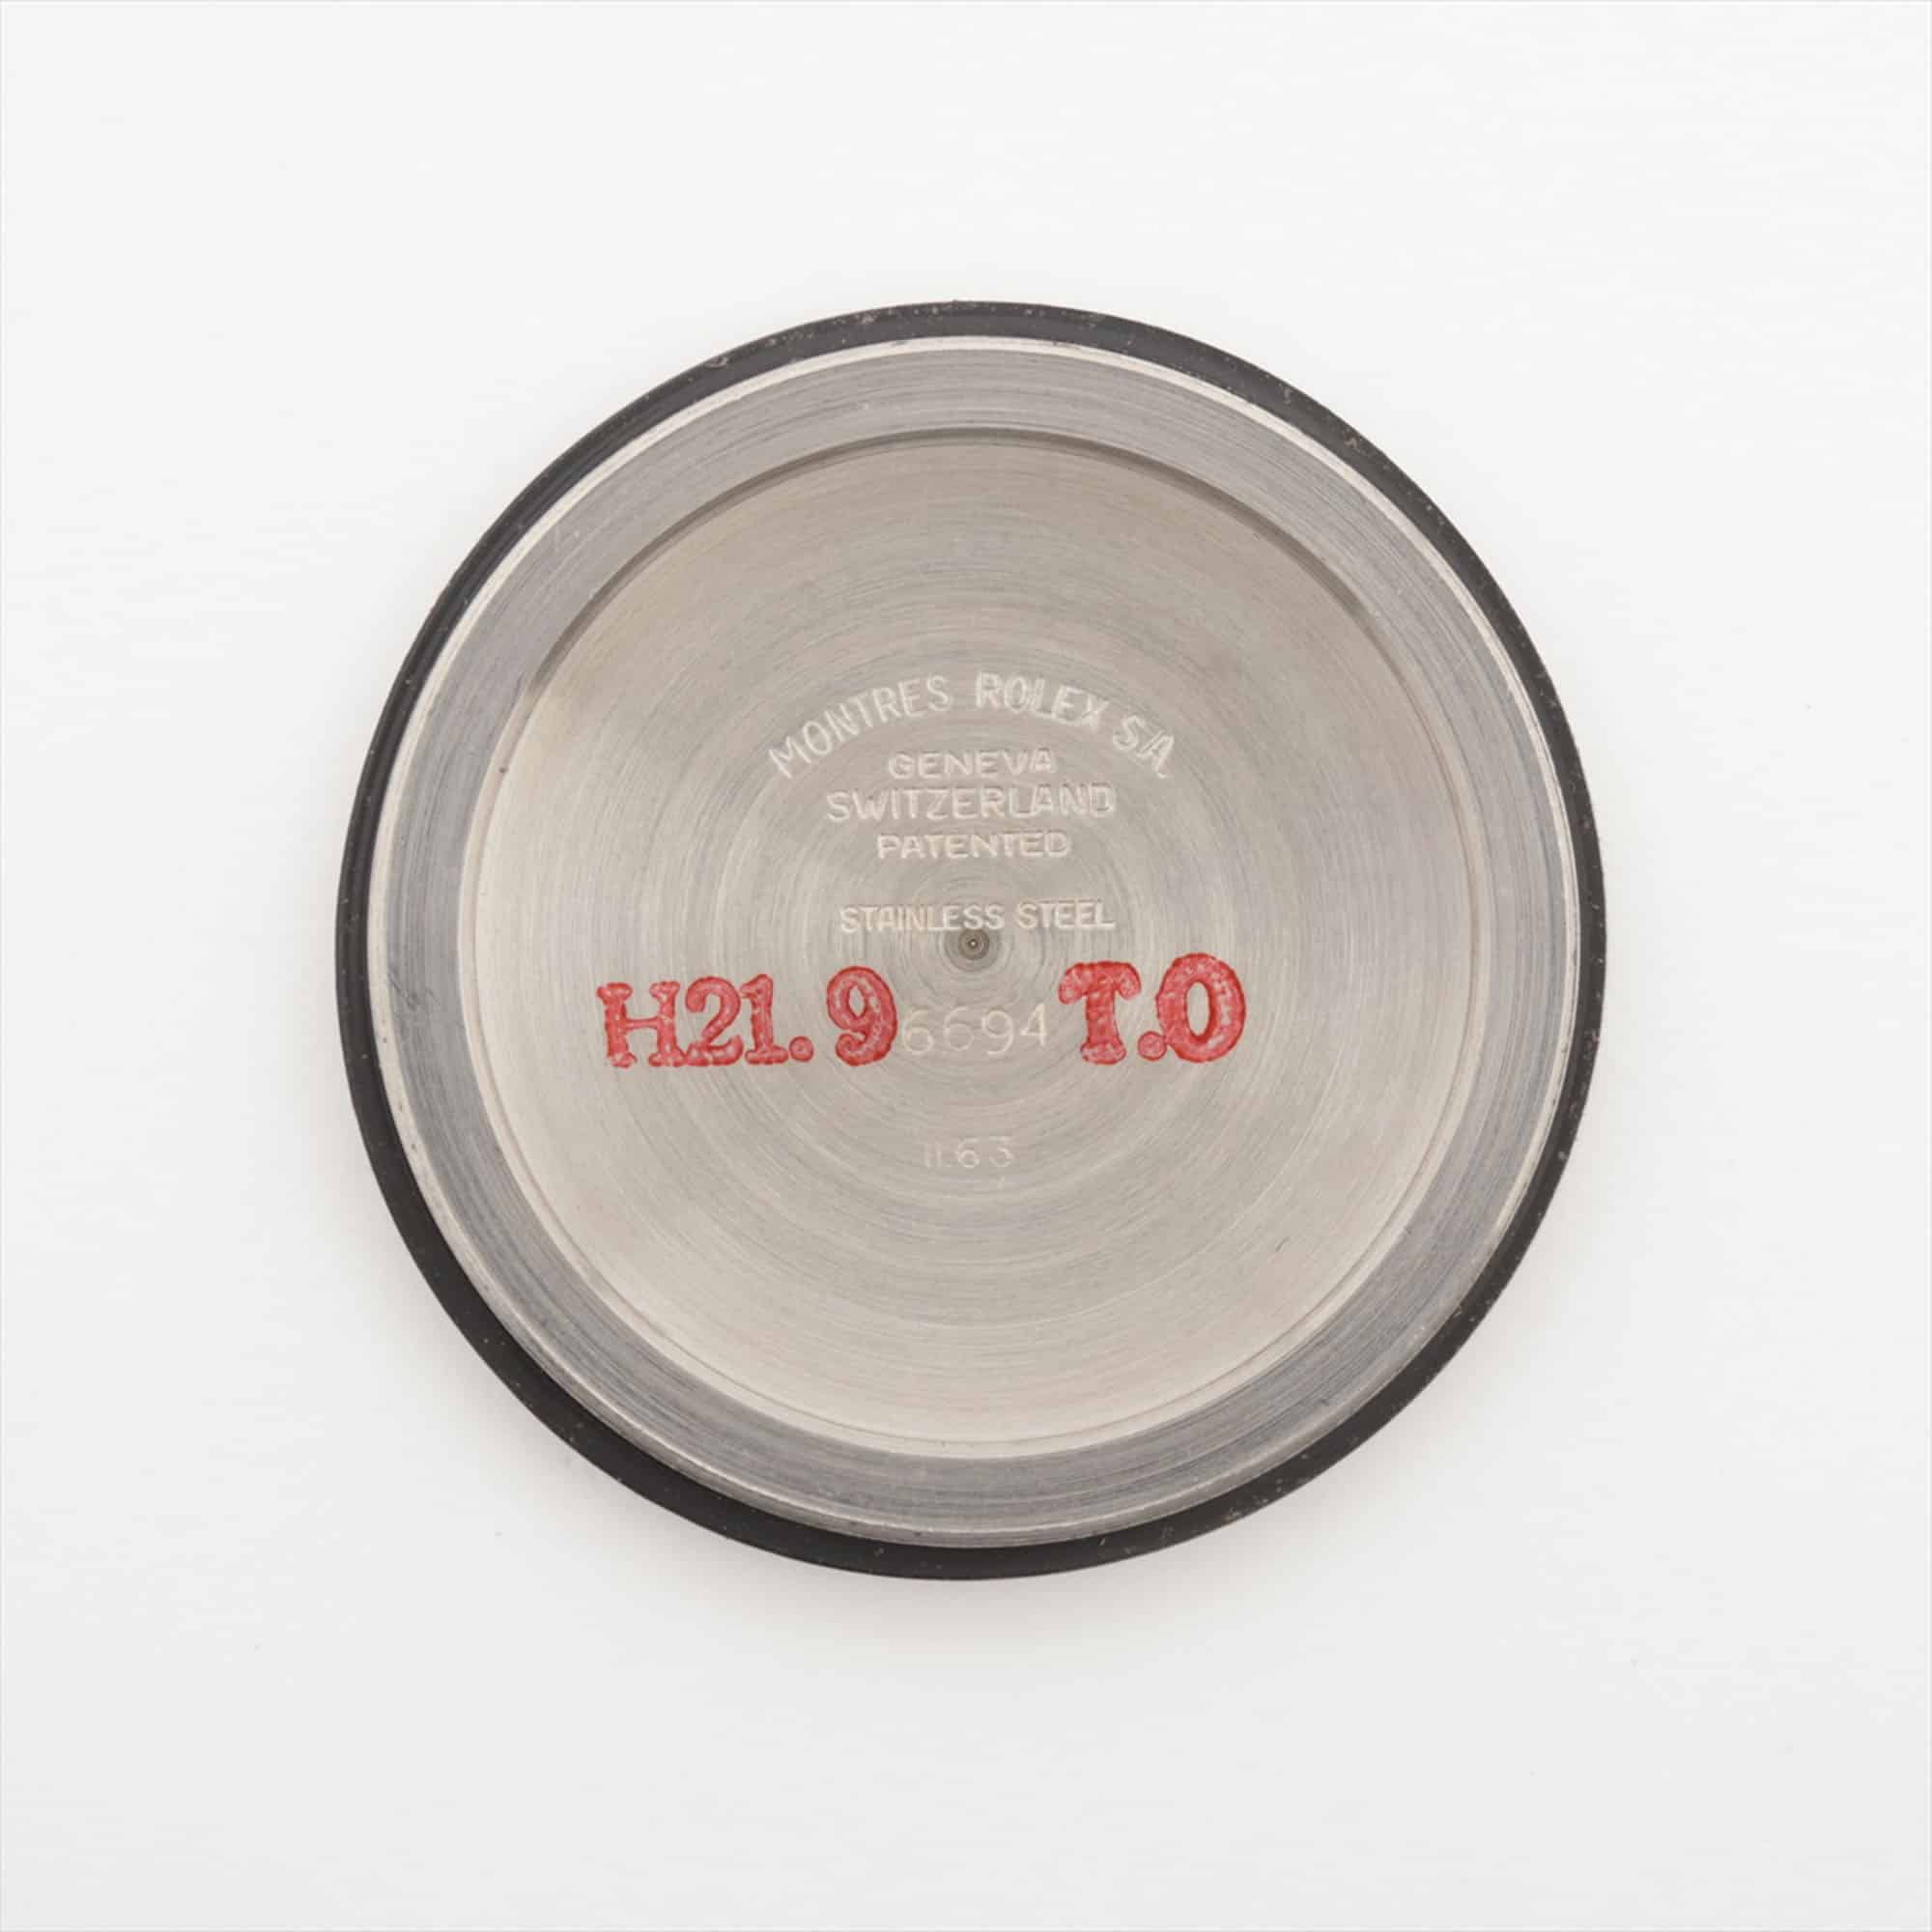 MONTRES ROLEX SA
GENEVA
SWITZERLAND
PATENTED
STAINLESS STEEL
H21.9 6694 T.O
II.63